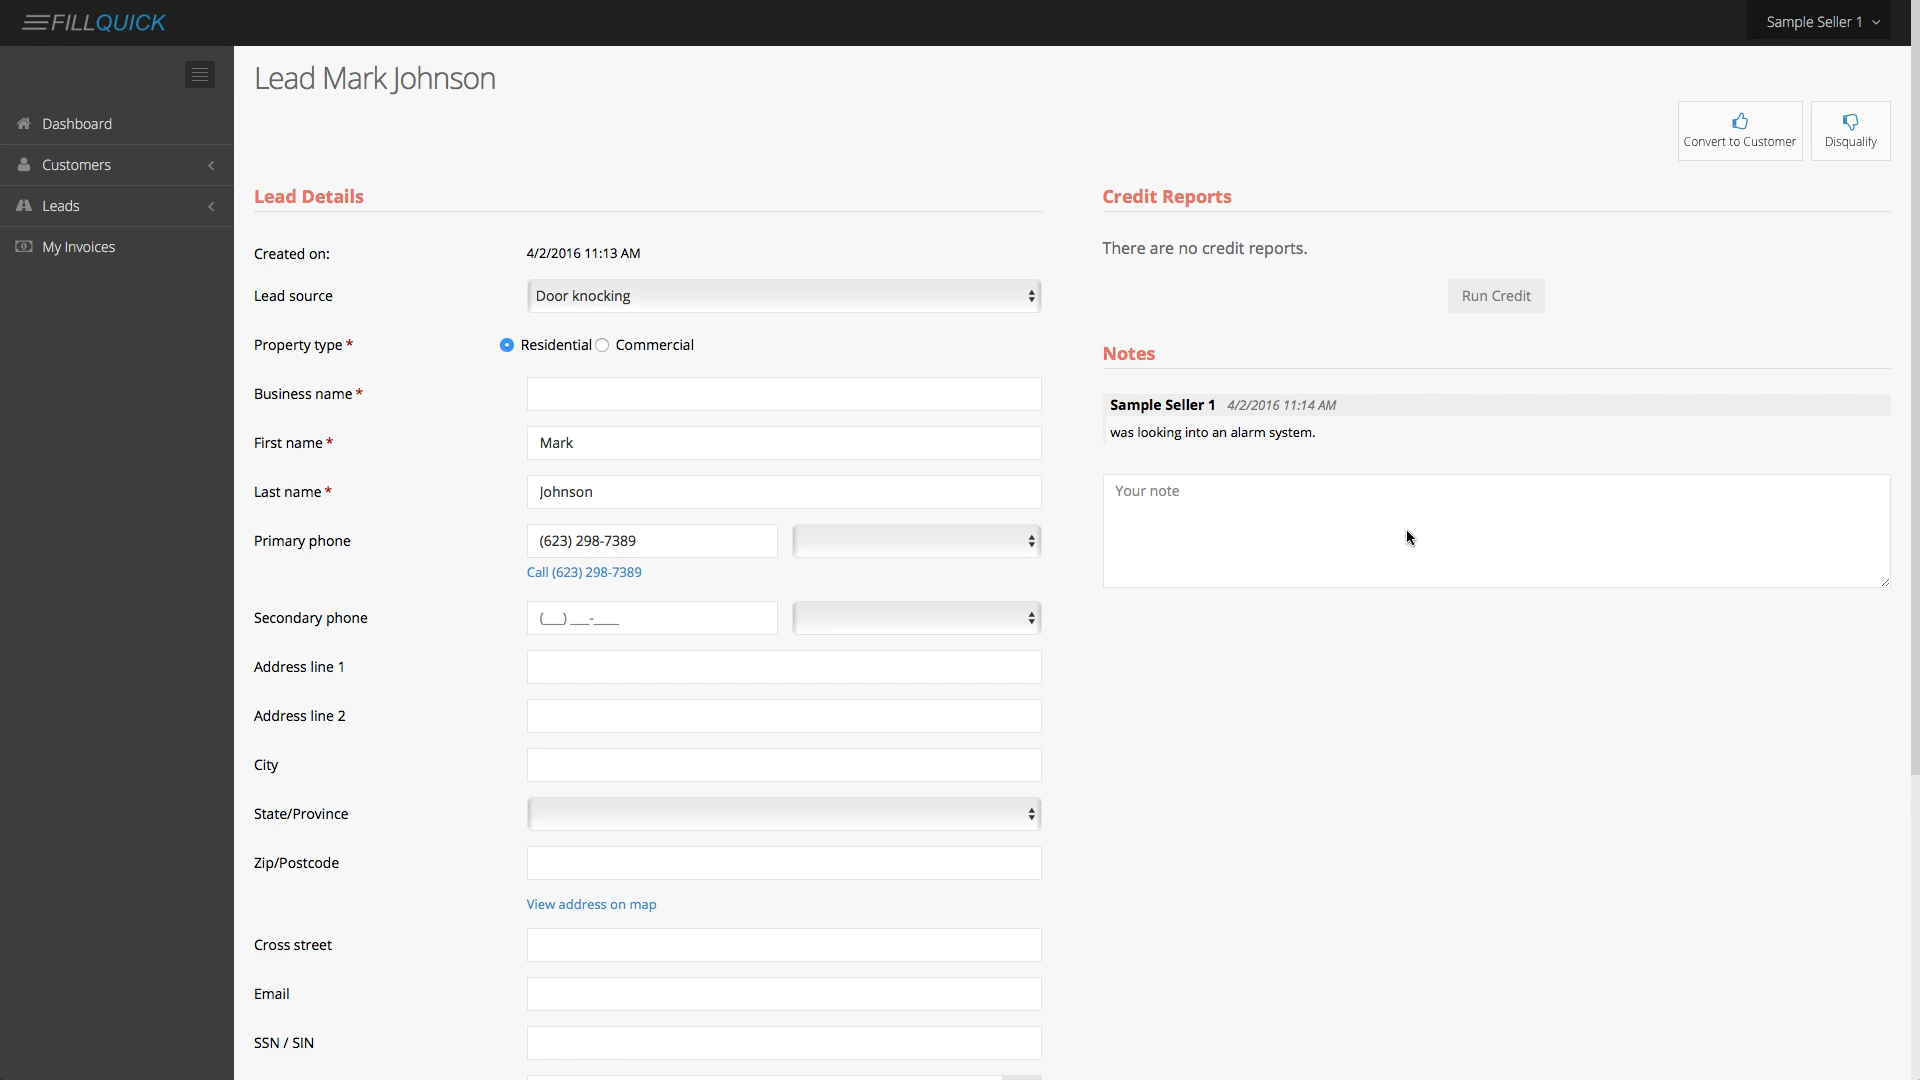 FILLQUICK
Sample Seller 1
Dashboard
Customers
Leads
My Invoices
Lead Mark Johnson
Convert to Customer
Disqualify
Lead Details
Created on:
4/2/2016 11:13 AM
Lead source
Door knocking
Property type *
Residential
Commercial
Business name *
First name *
Mark
Last name *
Johnson
Primary phone
(623) 298-7389
Call (623) 298-7389
Secondary phone
(___) ___-____
Address line 1
Address line 2
City
State/Province
Zip/Postcode
View address on map
Cross street
Email
SSN / SIN
Credit Reports
There are no credit reports.
Run Credit
Notes
Sample Seller 1 4/2/2016 11:14 AM
was looking into an alarm system.
Your note